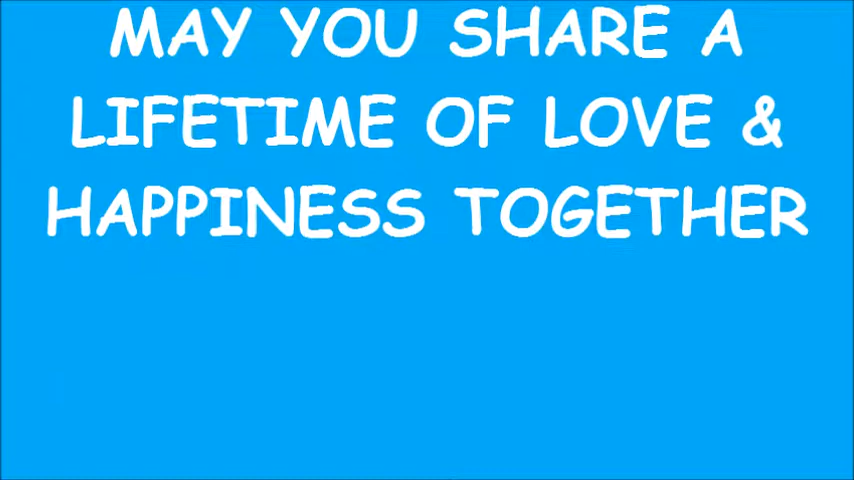 MAY YOU SHARE A
LIFETIME OF LOVE &
HAPPINESS TOGETHER